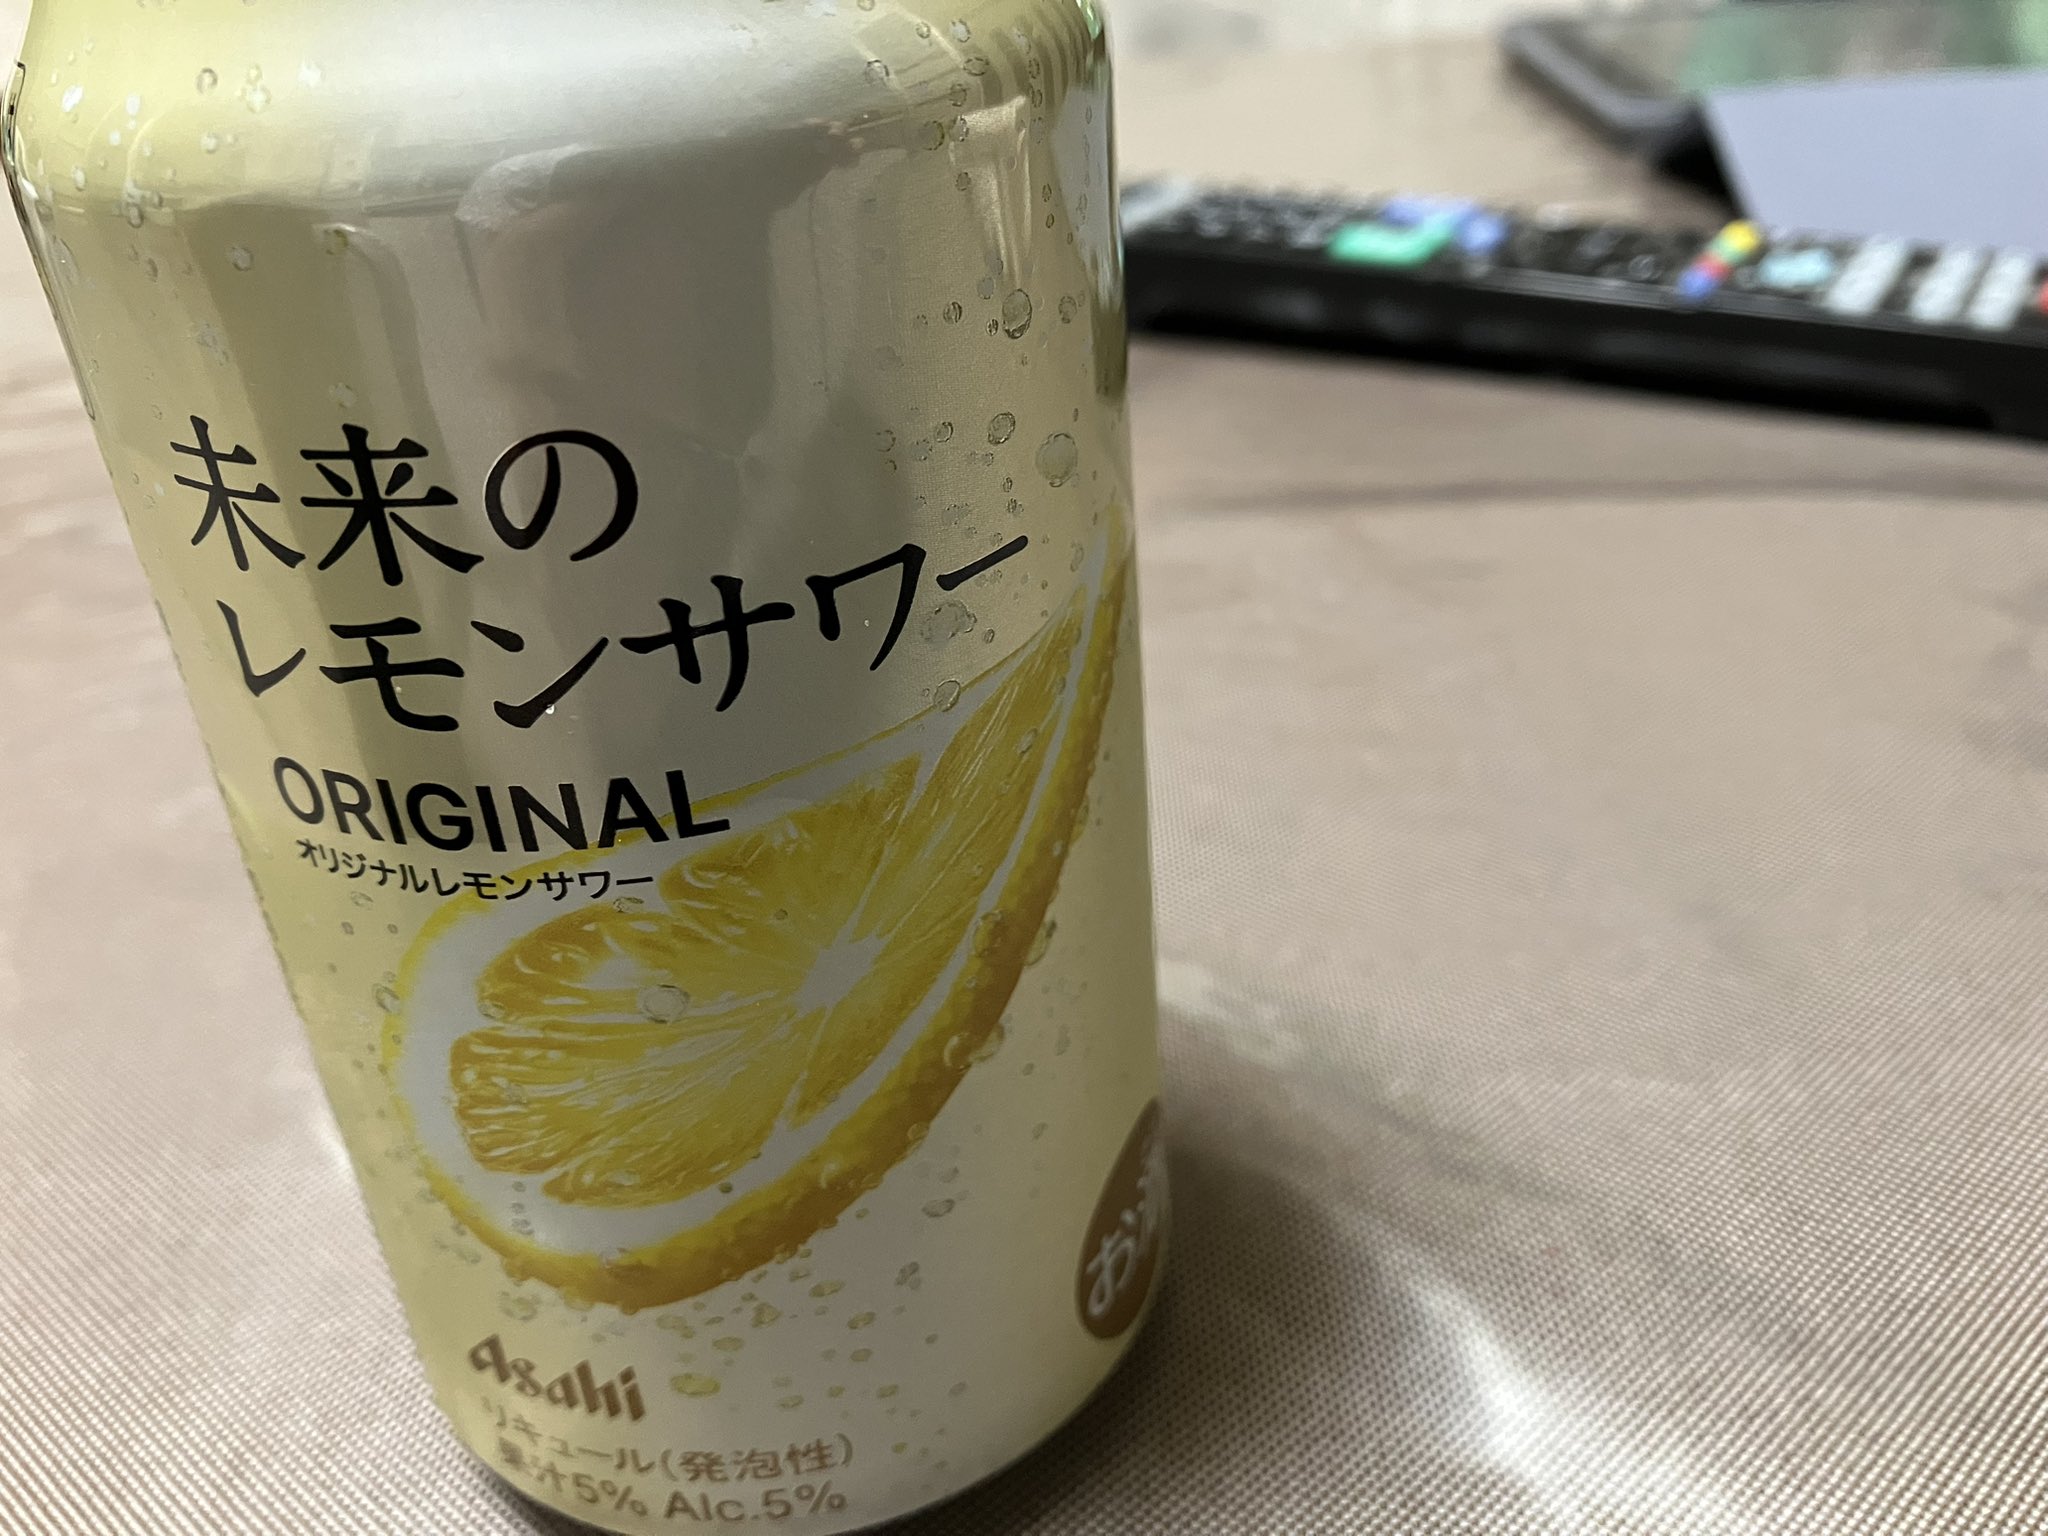 未来の
レモンサワー
ORIGINAL
オリジナルレモンサワー
Asahi
リキュール(発泡性)
果汁5% Alc.5%